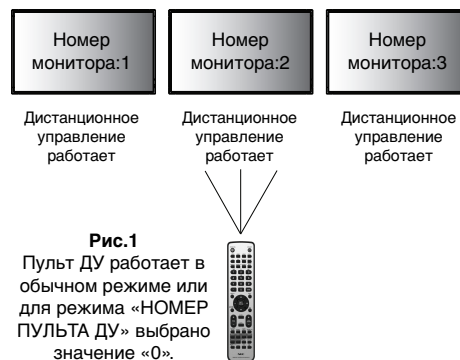 Номер
монитора:1
Номер
монитора:2
Номер
монитора:3
Дистанционное
управление
работает
Дистанционное
управление
работает
Дистанционное
управление
работает
Рис.1
Пульт ДУ работает в
обычном режиме или
для режима «НОМЕР
ПУЛЬТА ДУ» выбрано
значение «0».